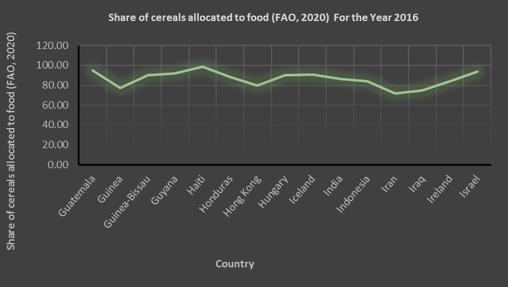 Share of cereals allocated to food (FAO, 2020) For the Year 2016
Share of cereals allocated to food (FAO, 2020)
120.00
100.00
80.00
60.00
40.00
20.00
0.00
Guatemala
Guinea
Guinea-Bissau
Guyana
Haiti
Honduras
Hong Kong
Hungary
Iceland
India
Indonesia
Iran
Iraq
Ireland
Israel
Country